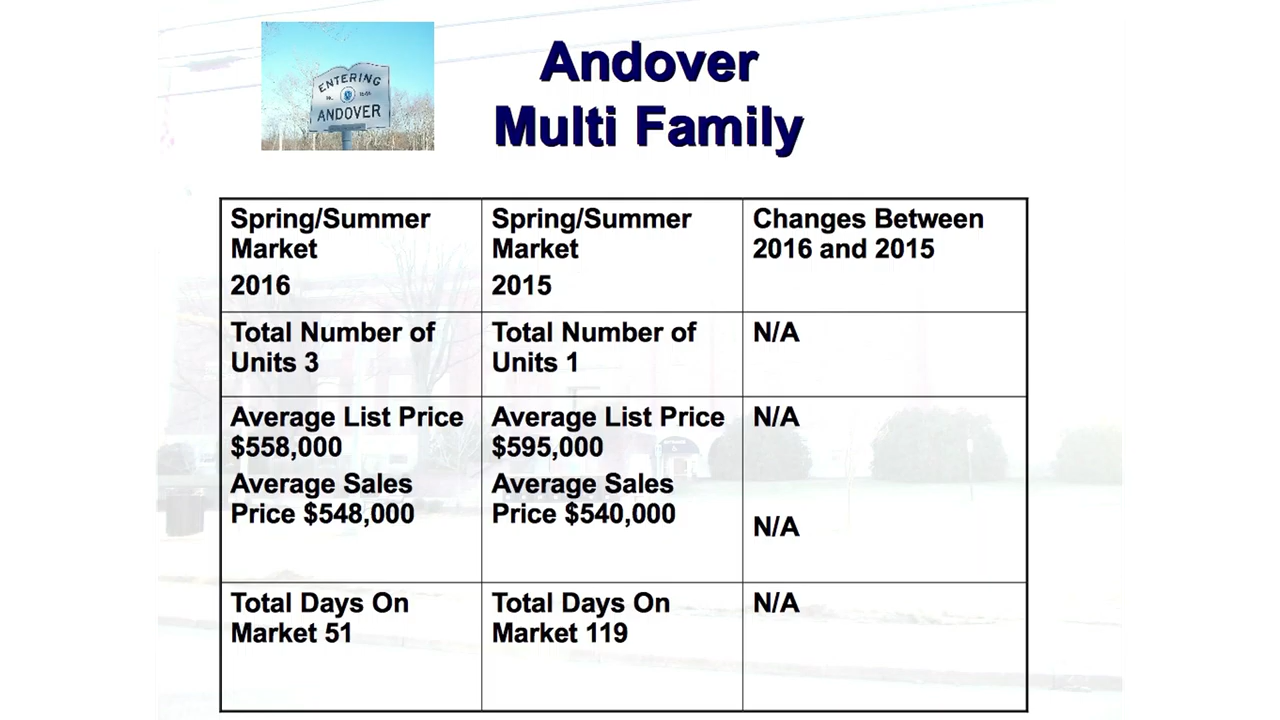 ENTERING
ANDOVER
Andover
Multi Family
Spring/Summer
Market
2016
Spring/Summer
Market
2015
Changes Between
2016 and 2015
Total Number of
Units 3
Total Number of
Units 1
N/A
Average List Price
$558,000
Average Sales
Price $548,000
Average List Price
$595,000
Average Sales
Price $540,000
N/A
N/A
Total Days On
Market 51
Total Days On
Market 119
N/A